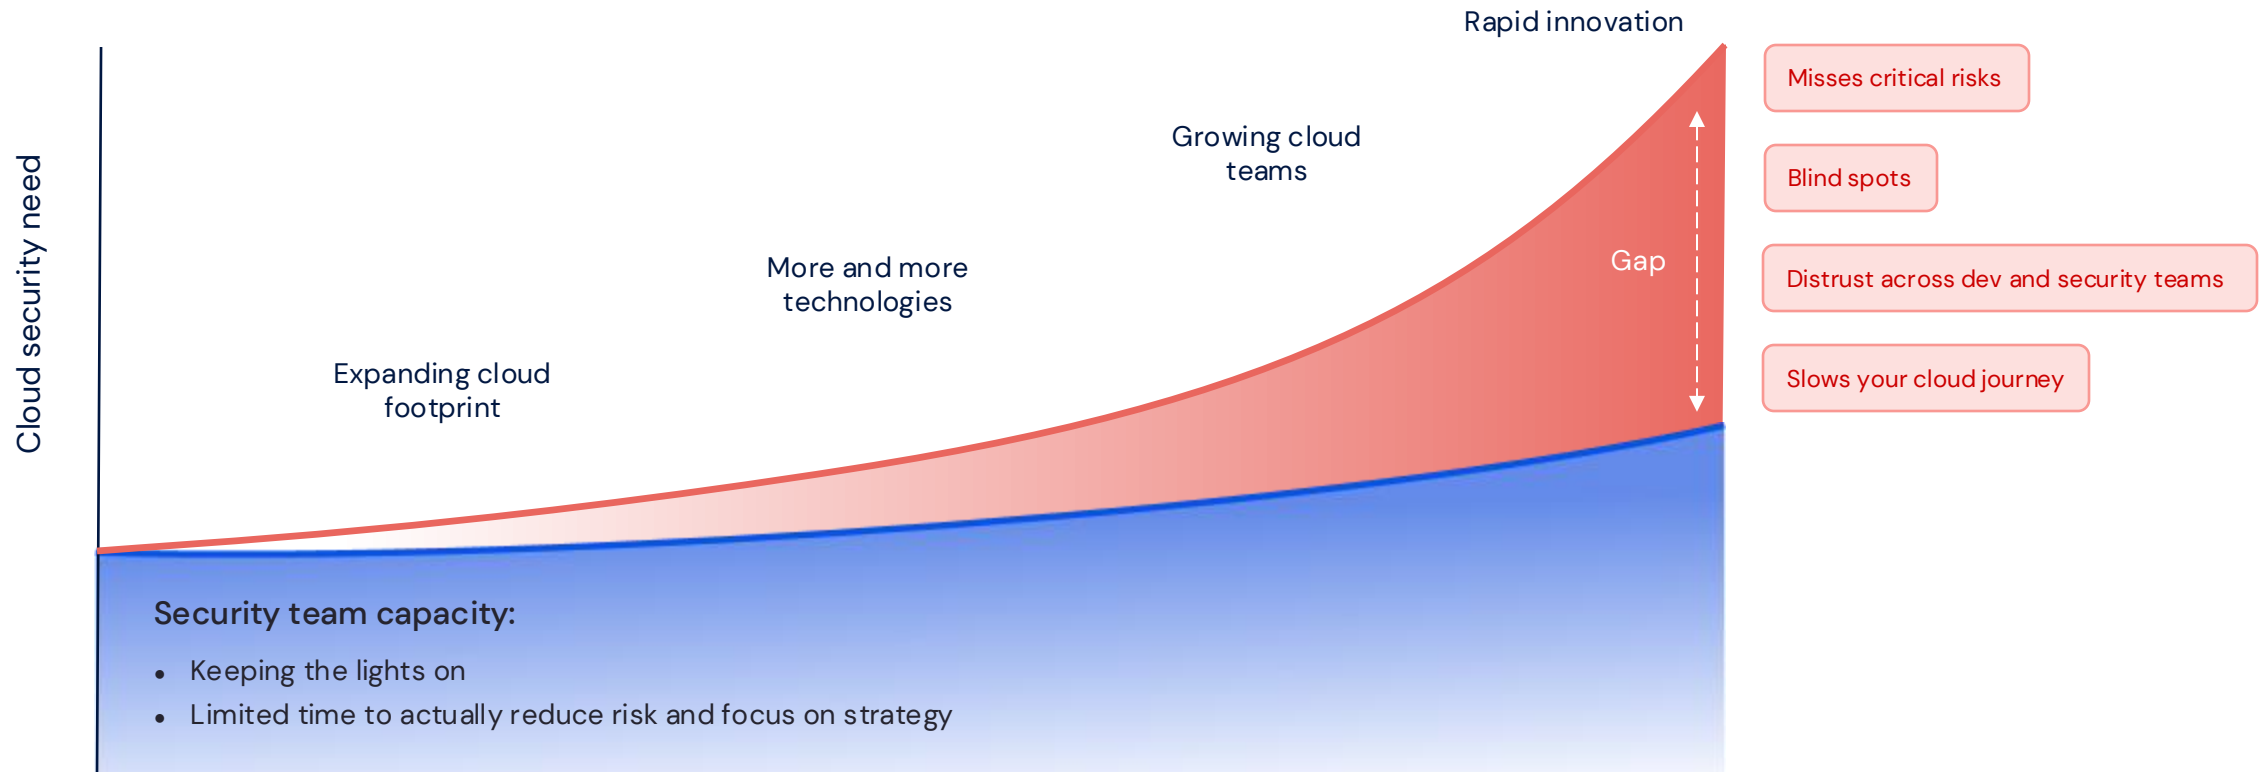 Rapid innovation
Growing cloud
teams
More and more
technologies
Expanding cloud
footprint
Cloud security need
Gap
Misses critical risks
Blind spots
Distrust across dev and security teams
Slows your cloud journey
Security team capacity:
• Keeping the lights on
• Limited time to actually reduce risk and focus on strategy